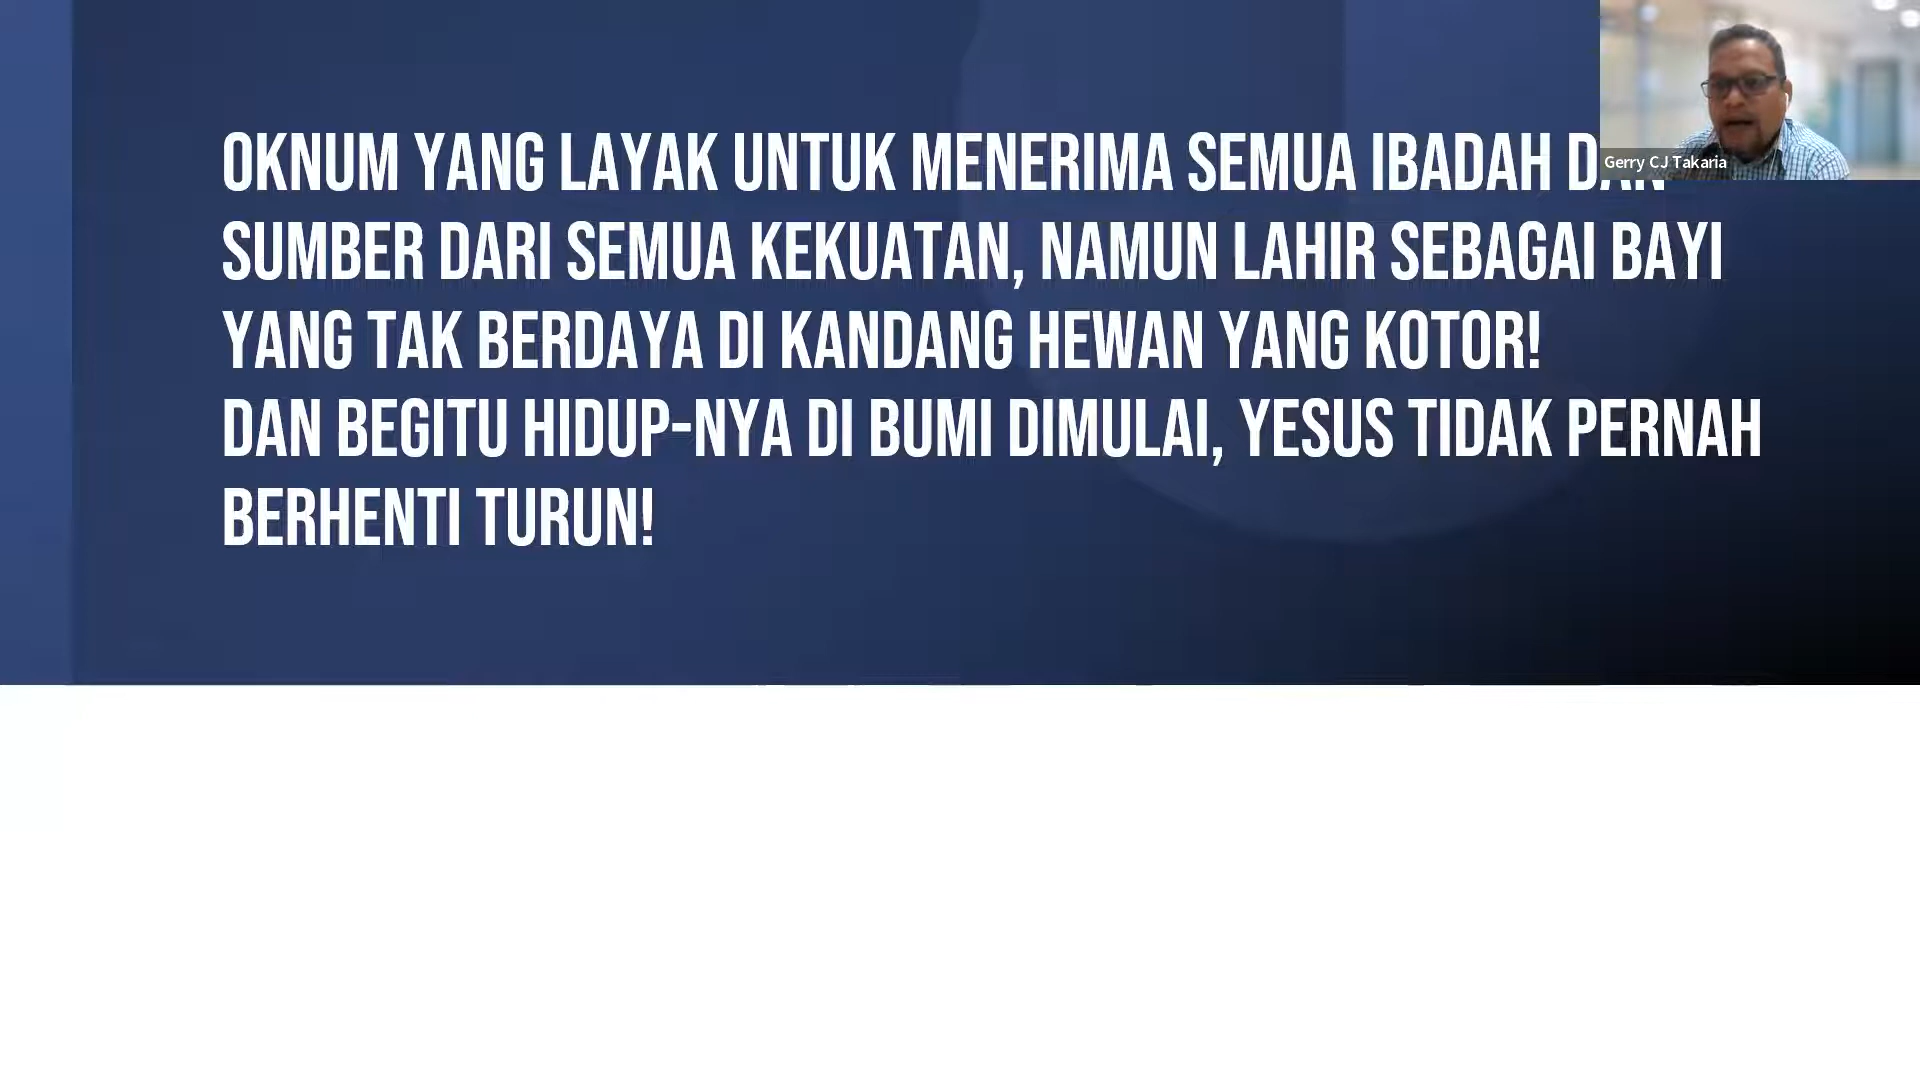 OKNUM YANG LAYAK UNTUK MENERIMA SEMUA IBADAH DAN
SUMBER DARI SEMUA KEKUATAN, NAMUN LAHIR SEBAGAI BAYI
YANG TAK BERDAYA DI KANDANG HEWAN YANG KOTOR!
DAN BEGITU HIDUP-NYA DI BUMI DIMULAI, YESUS TIDAK PERNAH
BERHENTI TURUN!
Gerry CJ Takaria